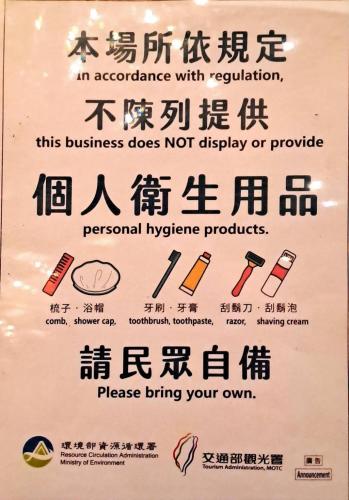 本場所依規定
In accordance with regulation,
不陳列提供
this business does NOT display or provide
個人衛生用品
personal hygiene products.
梳子・浴帽 牙刷・牙膏 刮鬍刀・刮鬍泡
comb, shower cap, toothbrush, toothpaste, razor, shaving cream
請民眾自備
Please bring your own.
環境部資源循環署
Resource Circulation Administration
Ministry of Environment
交通部觀光署
Tourism Administration, MOTC
廣告
Announcement